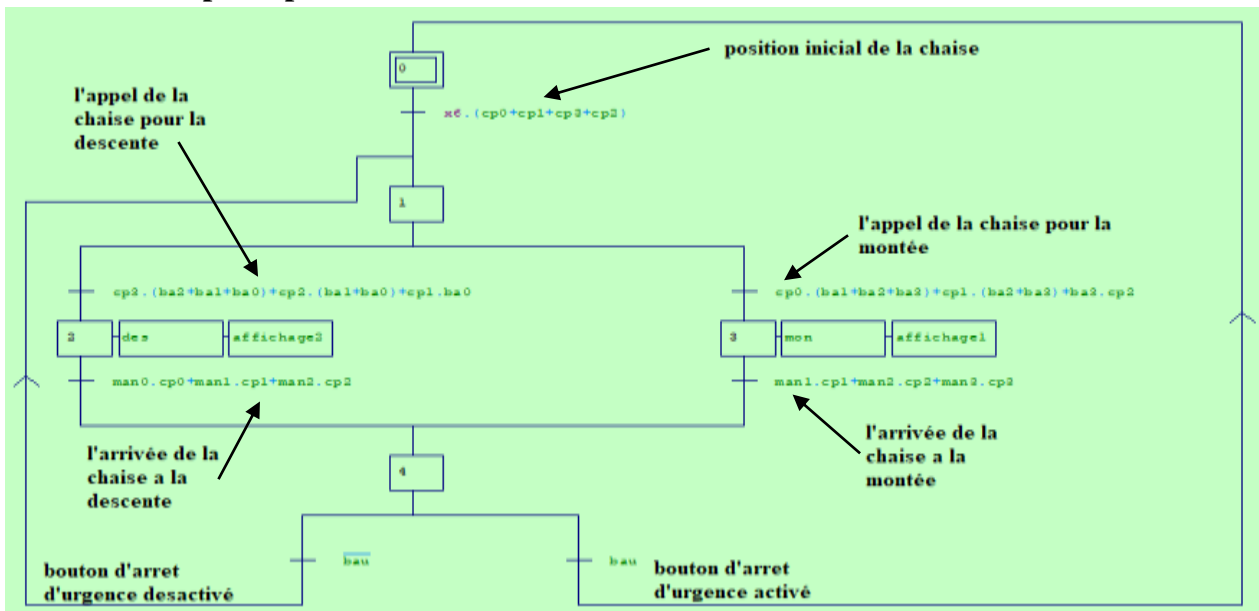 position inicial de la chaise
0
l'appel de la
chaise pour la
descente
x6.(cp0+cp1+cp3+cp2)
1
l'appel de la chaise pour la
montée
cp3.(ba2+ba1+ba0)+cp2.(ba1+ba0)+cp1.ba0
cp0.(ba1+ba2+ba3)+cp1.(ba2+ba3)+ba3.cp2
2 des affichage2
3 mon affichage1
man0.cp0+man1.cp1+man2.cp2
man1.cp1+man2.cp2+man3.cp3
l'arrivée de la
chaise a la
descente
l'arrivée de la
chaise a la
montée
4
bau
bau
bouton d'arret
d'urgence desactivé
bouton d'arret
d'urgence activé